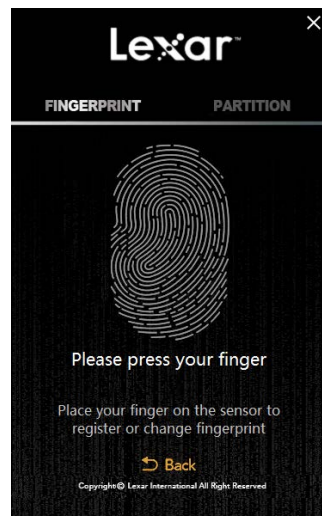 Lexar™
FINGERPRINT PARTITION
Please press your finger
Place your finger on the sensor to
register or change fingerprint
Back
Copyright© Lexar International All Right Reserved